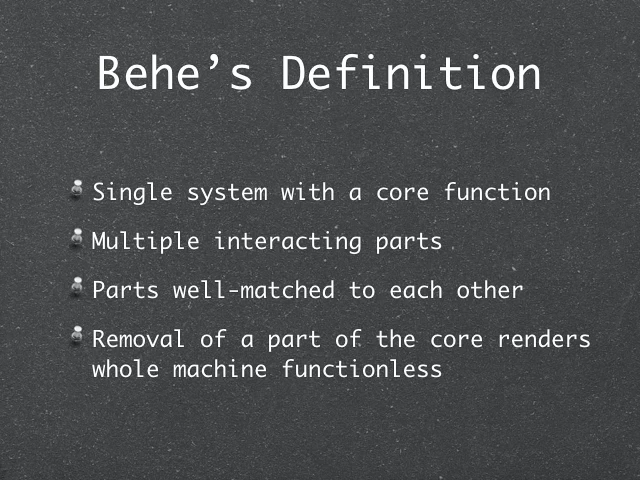 Behe’s Definition
Single system with a core function
Multiple interacting parts
Parts well-matched to each other
Removal of a part of the core renders
whole machine functionless